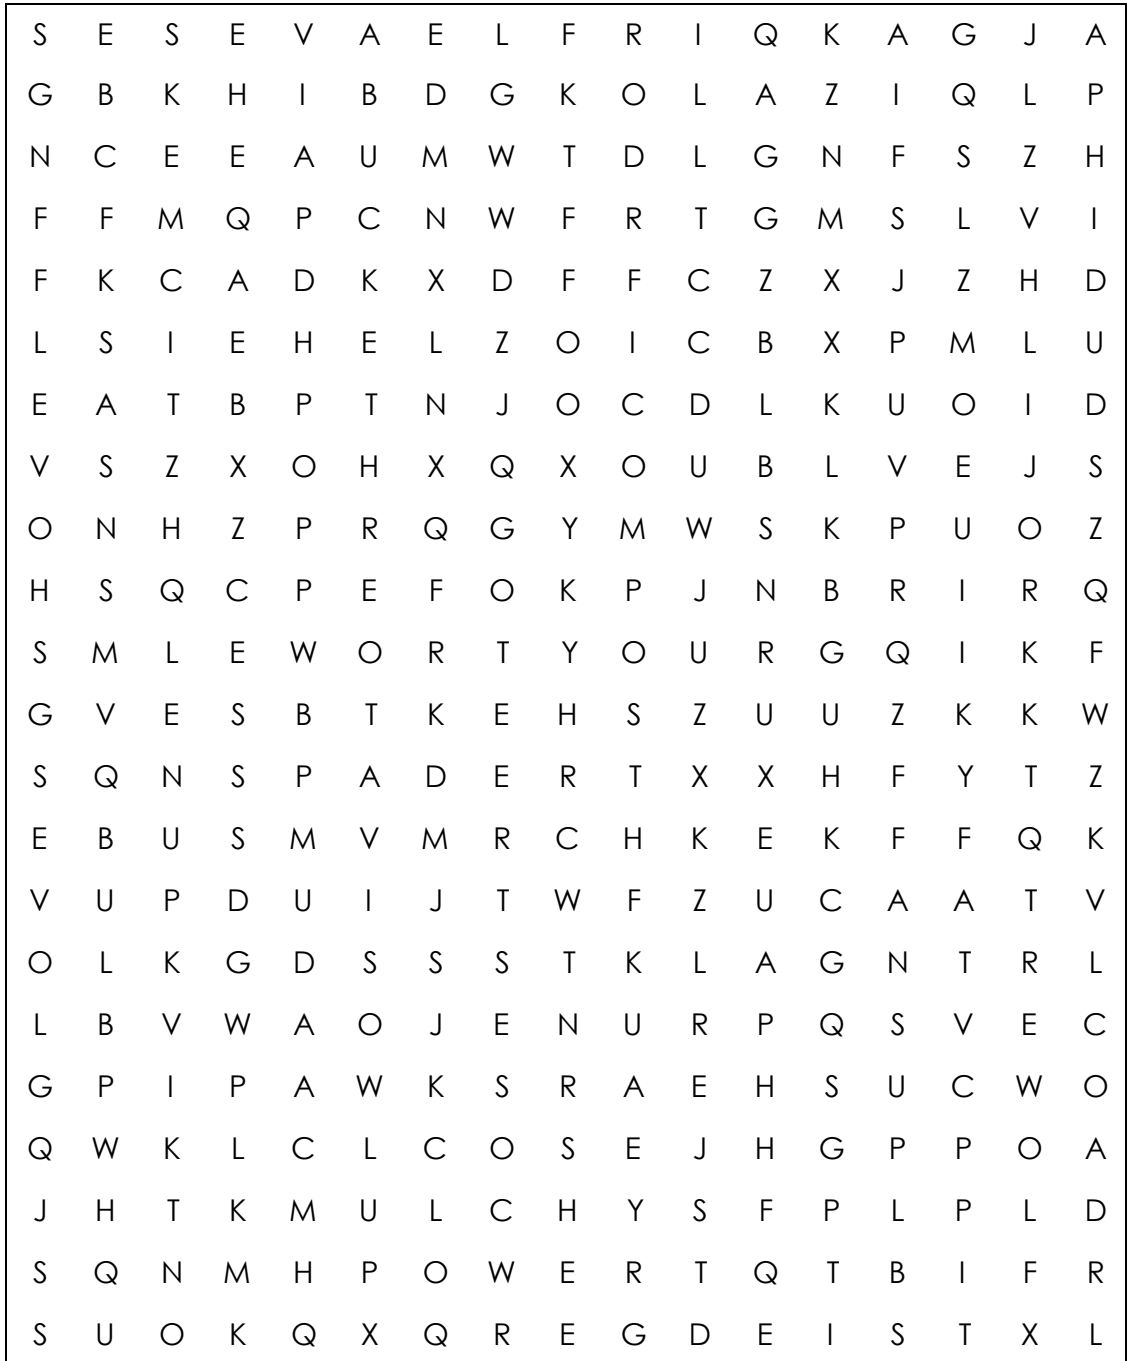 S E S E V A E L F R I Q K A G J A
G B K H I B D G K O L A Z I Q L P
N C E E A U M W T D L G N F S Z H
F F M Q P C N W F R T G M S L V I
F K C A D K X D F F C Z X J Z H D
L S I E H E L Z O I C B X P M L U
E A T B P T N J O C D L K U O I D
V S Z X O H X Q X O U B L V E J S
O N H Z P R Q G Y M W S K P U O Z
H S Q C P E F O K P J N B R I R Q
S M L E W O R T Y O U R G Q I K F
G V E S B T K E H S Z U U Z K K W
S Q N S P A D E R T X X H F Y T Z
E B U S M V M R C H K E K F F Q K
V U P D U I J T W F Z U C A A T V
O L K G D S S S T K L A G N T R L
L B V W A O J E N U R P Q S V E C
G P I P A W K S R A E H S U C W O
Q W K L C L C O S E J H G P P O A
J H T K M U L C H Y S F P L P L D
S Q N M H P O W E R T Q T B I F R
S U O K Q X Q R E G D E I S T X L